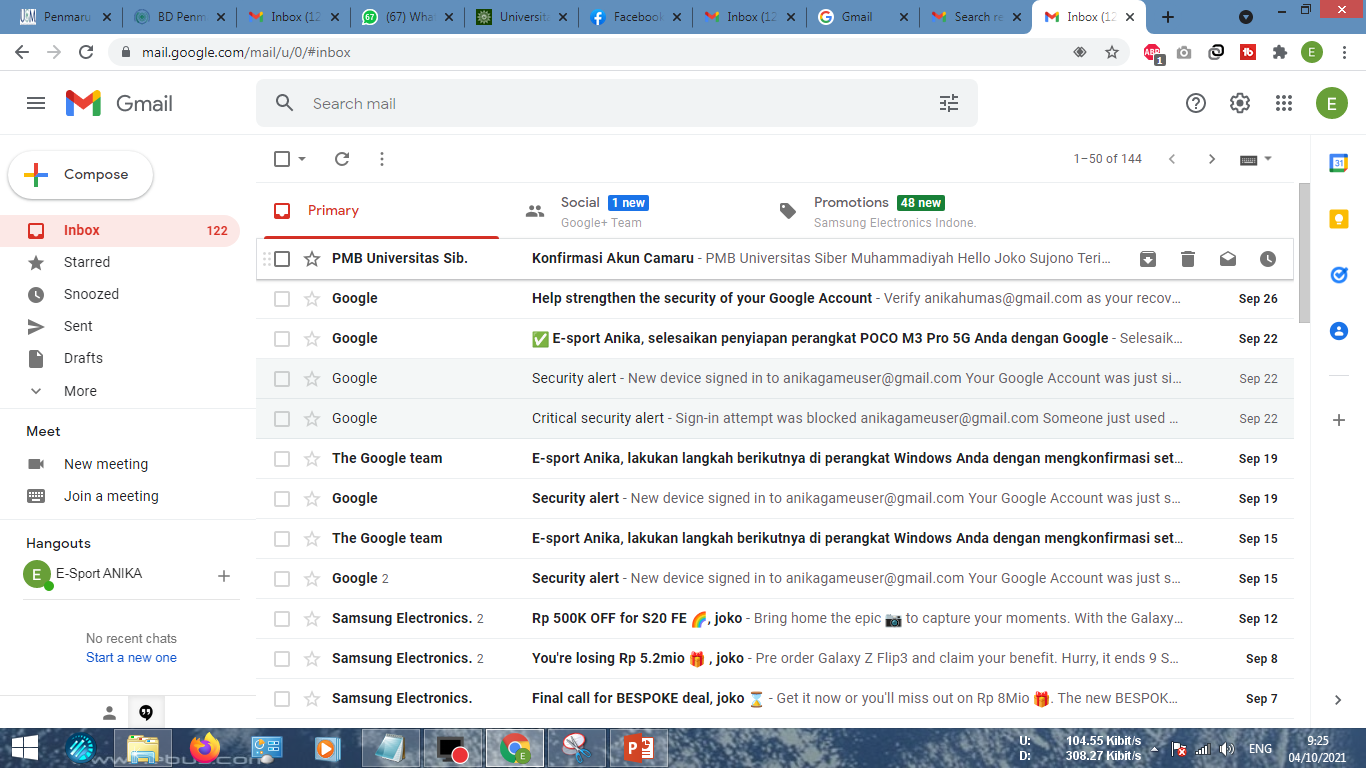 Penmaru
BD Penm
Inbox (12
(67) What
Universita
Facebook
Inbox (12
Gmail
Search re
Inbox (12
mail.google.com/mail/u/0/#inbox
ABP
1
E
Gmail
Search mail
E
Compose
1–50 of 144
Inbox 122
Starred
Snoozed
Sent
Drafts
More
Meet
New meeting
Join a meeting
Hangouts
E
E-Sport ANIKA
No recent chats
Start a new one
Primary
Social 1 new
Google+ Team
Promotions 48 new
Samsung Electronics Indone.
PMB Universitas Sib. Konfirmasi Akun Camaru - PMB Universitas Siber Muhammadiyah Hello Joko Sujono Teri…
Google Help strengthen the security of your Google Account - Verify anikahumas@gmail.com as your recov… Sep 26
Google ✅ E-sport Anika, selesaikan penyiapan perangkat POCO M3 Pro 5G Anda dengan Google - Selesaik… Sep 22
Google Security alert - New device signed in to anikagameuser@gmail.com Your Google Account was just si… Sep 22
Google Critical security alert - Sign-in attempt was blocked anikagameuser@gmail.com Someone just used … Sep 22
The Google team E-sport Anika, lakukan langkah berikutnya di perangkat Windows Anda dengan mengkonfirmasi set… Sep 19
Google Security alert - New device signed in to anikagameuser@gmail.com Your Google Account was just s… Sep 19
The Google team E-sport Anika, lakukan langkah berikutnya di perangkat Windows Anda dengan mengkonfirmasi set… Sep 15
Google 2 Security alert - New device signed in to anikagameuser@gmail.com Your Google Account was just s… Sep 15
Samsung Electronics. 2 Rp 500K OFF for S20 FE 🌈, joko - Bring home the epic 📷 to capture your moments. With the Galaxy… Sep 12
Samsung Electronics. 2 You're losing Rp 5.2mio 🎁 , joko - Pre order Galaxy Z Flip3 and claim your benefit. Hurry, it ends 9 S… Sep 8
Samsung Electronics. Final call for BESPOKE deal, joko ⌛ - Get it now or you'll miss out on Rp 8Mio 🎁. The new BESPOK… Sep 7
31
U: 104.55 Kibit/s
D: 308.27 Kibit/s
ENG
9:25
04/10/2021